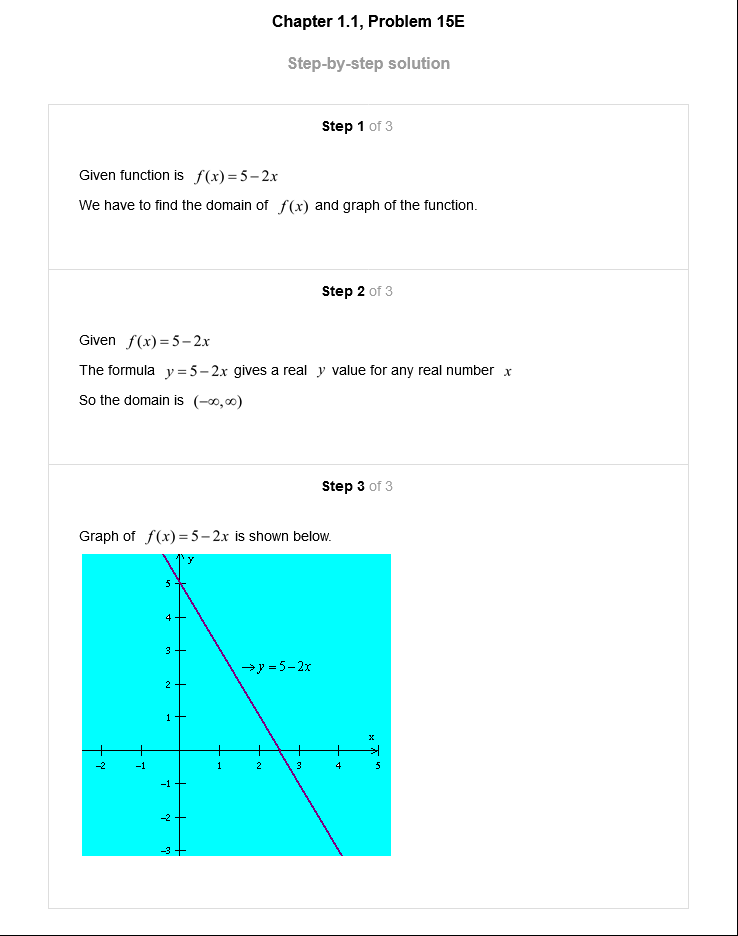 Chapter 1.1, Problem 15E
Step-by-step solution
Step 1 of 3
Given function is f(x)=5−2x
We have to find the domain of f(x) and graph of the function.
Step 2 of 3
Given f(x)=5−2x
The formula y=5−2x gives a real y value for any real number x
So the domain is (−∞,∞)
Step 3 of 3
Graph of f(x)=5−2x is shown below.
y
5
4
3
→y=5−2x
2
1
x
−2 −1 1 2 3 4 5
−1
−2
−3